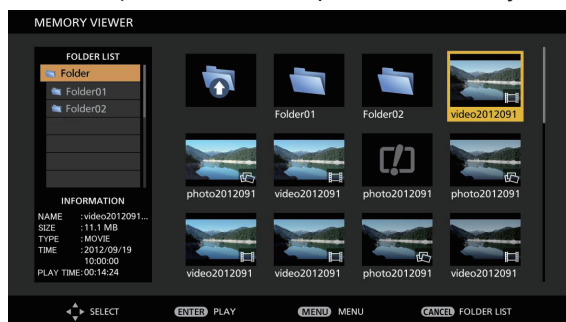 MEMORY VIEWER
FOLDER LIST
Folder
Folder01
Folder02
INFORMATION
NAME :video2012091...
SIZE :11.1 MB
TYPE :MOVIE
TIME :2012/09/19
10:00:00
PLAY TIME:00:14:24
Folder01 Folder02 video2012091
photo2012091 video2012091 photo2012091 photo2012091
video2012091 video2012091 photo2012091 video2012091
SELECT ENTER PLAY MENU MENU CANCEL FOLDER LIST